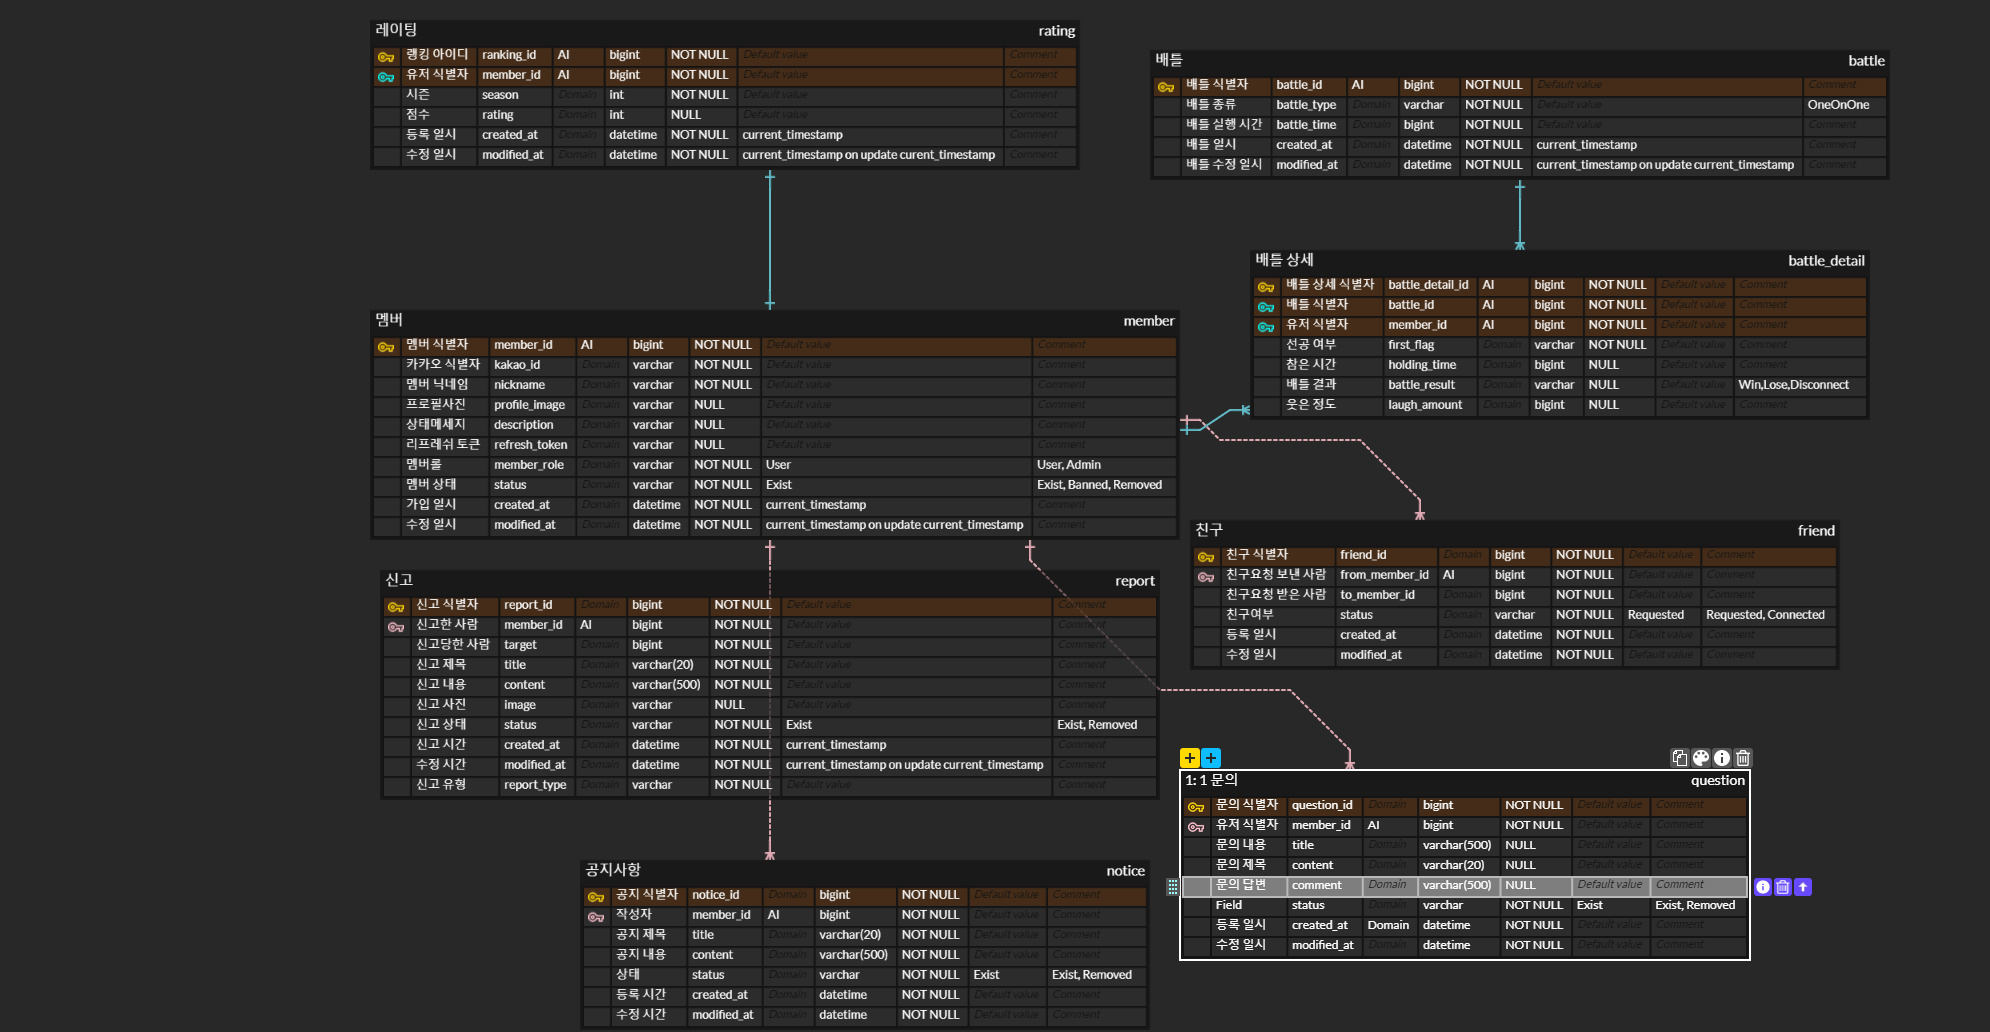 레이팅 rating
랭킹 아이디 ranking_id AI bigint NOT NULL Default value Comment
유저 식별자 member_id AI bigint NOT NULL Default value Comment
시즌 season Domain int NOT NULL Default value Comment
점수 rating Domain int NULL Default value Comment
등록 일시 created_at Domain datetime NOT NULL current_timestamp Comment
수정 일시 modified_at Domain datetime NOT NULL current_timestamp on update curent_timestamp Comment
배틀 battle
배틀 식별자 battle_id AI bigint NOT NULL Default value Comment
배틀 종류 battle_type Domain varchar NOT NULL Default value OneOnOne
배틀 실행 시간 battle_time Domain bigint NOT NULL Default value Comment
배틀 일시 created_at Domain datetime NOT NULL current_timestamp Comment
배틀 수정 일시 modified_at Domain datetime NOT NULL current_timestamp on update current_timestamp Comment
배틀 상세 battle_detail
배틀 상세 식별자 battle_detail_id AI bigint NOT NULL Default value Comment
배틀 식별자 battle_id AI bigint NOT NULL Default value Comment
유저 식별자 member_id AI bigint NOT NULL Default value Comment
선공 여부 first_flag Domain varchar NOT NULL Default value Comment
참은 시간 holding_time Domain bigint NULL Default value Comment
배틀 결과 battle_result Domain varchar NULL Default value Win,Lose,Disconnect
웃은 정도 laugh_amount Domain bigint NULL Default value Comment
멤버 member
멤버 식별자 member_id AI bigint NOT NULL Default value Comment
카카오 식별자 kakao_id Domain varchar NOT NULL Default value Comment
멤버 닉네임 nickname Domain varchar NOT NULL Default value Comment
프로필사진 profile_image Domain varchar NULL Default value Comment
상태메세지 description Domain varchar NULL Default value Comment
리프레쉬 토큰 refresh_token Domain varchar NULL Default value Comment
멤버롤 member_role Domain varchar NOT NULL User User, Admin
멤버 상태 status Domain varchar NOT NULL Exist Exist, Banned, Removed
가입 일시 created_at Domain datetime NOT NULL current_timestamp Comment
수정 일시 modified_at Domain datetime NOT NULL current_timestamp on update current_timestamp Comment
친구 friend
친구 식별자 friend_id Domain bigint NOT NULL Default value Comment
친구요청 보낸 사람 from_member_id AI bigint NOT NULL Default value Comment
친구요청 받은 사람 to_member_id Domain bigint NOT NULL Default value Comment
친구여부 status Domain varchar NOT NULL Requested Requested, Connected
등록 일시 created_at Domain datetime NOT NULL Default value Comment
수정 일시 modified_at Domain datetime NOT NULL Default value Comment
신고 report
신고 식별자 report_id Domain bigint NOT NULL Default value Comment
신고한 사람 member_id AI bigint NOT NULL Default value Comment
신고당한 사람 target Domain bigint NOT NULL Default value Comment
신고 제목 title Domain varchar(20) NOT NULL Default value Comment
신고 내용 content Domain varchar(500) NOT NULL Default value Comment
신고 사진 image Domain varchar NULL Default value Comment
신고 상태 status Domain varchar NOT NULL Exist Exist, Removed
신고 시간 created_at Domain datetime NOT NULL current_timestamp Comment
수정 시간 modified_at Domain datetime NOT NULL current_timestamp on update current_timestamp Comment
신고 유형 report_type Domain varchar NOT NULL Default value Comment
1: 1 문의 question
문의 식별자 question_id Domain bigint NOT NULL Default value Comment
유저 식별자 member_id AI bigint NOT NULL Default value Comment
문의 내용 title Domain varchar(500) NULL Default value Comment
문의 제목 content Domain varchar(20) NULL Default value Comment
문의 답변 comment Domain varchar(500) NULL Default value Comment
Field status Domain varchar NOT NULL Exist Exist, Removed
등록 일시 created_at Domain datetime NOT NULL Default value Comment
수정 일시 modified_at Domain datetime NOT NULL Default value Comment
공지사항 notice
공지 식별자 notice_id Domain bigint NOT NULL Default value Comment
작성자 member_id AI bigint NOT NULL Default value Comment
공지 제목 title Domain varchar(20) NOT NULL Default value Comment
공지 내용 content Domain varchar(500) NOT NULL Default value Comment
상태 status Domain varchar NOT NULL Exist Exist, Removed
등록 시간 created_at Domain datetime NOT NULL Default value Comment
수정 시간 modified_at Domain datetime NOT NULL Default value Comment